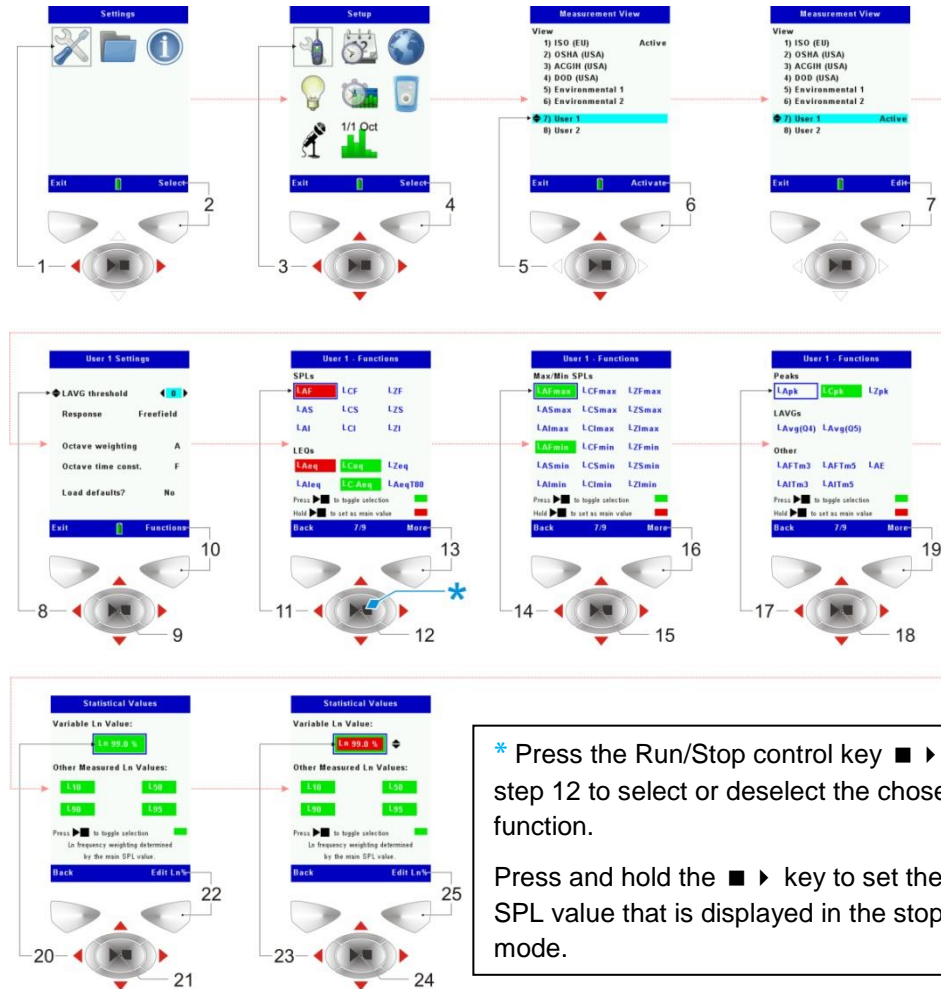 Settings
Exit Select
1
2
Setup
1/1 Oct
Exit Select
3
4
Measurement View
View
1) ISO (EU) Active
2) OSHA (USA)
3) ACGIH (USA)
4) DOD (USA)
5) Environmental 1
6) Environmental 2
7) User 1
8) User 2
Exit Activate
5
6
Measurement View
View
1) ISO (EU)
2) OSHA (USA)
3) ACGIH (USA)
4) DOD (USA)
5) Environmental 1
6) Environmental 2
7) User 1 Active
8) User 2
Exit Edit
7
User 1 Settings
LAVG threshold 0
Response Freefield
Octave weighting A
Octave time const. F
Load defaults? No
Exit Functions
8
9
10
User 1 - Functions
SPLs
LAF LCF LZF
LAS LCS LZS
LAI LCI LZI
LEQs
LAeq LCeq LZeq
LAIeq LC-Aeq LAeqT80
Press ▶■ to toggle selection
Hold ▶■ to set as main value
Back 7/9 More
11
12
13
*
User 1 - Functions
Max/Min SPLs
LAFmax LCFmax LZFmax
LASmax LCSmax LZSmax
LAImax LCImax LZImax
LAFmin LCFmin LZFmin
LASmin LCSmin LZSmin
LAImin LCImin LZImin
Press ▶■ to toggle selection
Hold ▶■ to set as main value
Back 7/9 More
14
15
16
User 1 - Functions
Peaks
LApk LCpk LZpk
LAVGs
LAvg(Q4) LAvg(Q5)
Other
LAFTm3 LAFTm5 LAE
LAITm3 LAITm5
Press ▶■ to toggle selection
Hold ▶■ to set as main value
Back 7/9 More
17
18
19
Statistical Values
Variable Ln Value:
Ln 99.0 %
Other Measured Ln Values:
L10 L50
L90 L95
Press ▶■ to toggle selection
Ln frequency weighting determined
by the main SPL value.
Back Edit Ln%
20
21
22
Statistical Values
Variable Ln Value:
Ln 99.0 %
Other Measured Ln Values:
L10 L50
L90 L95
Press ▶■ to toggle selection
Ln frequency weighting determined
by the main SPL value.
Back Edit Ln%
23
24
25
* Press the Run/Stop control key ■ ▶
step 12 to select or deselect the chose
function.
Press and hold the ■ ▶ key to set the
SPL value that is displayed in the stop
mode.